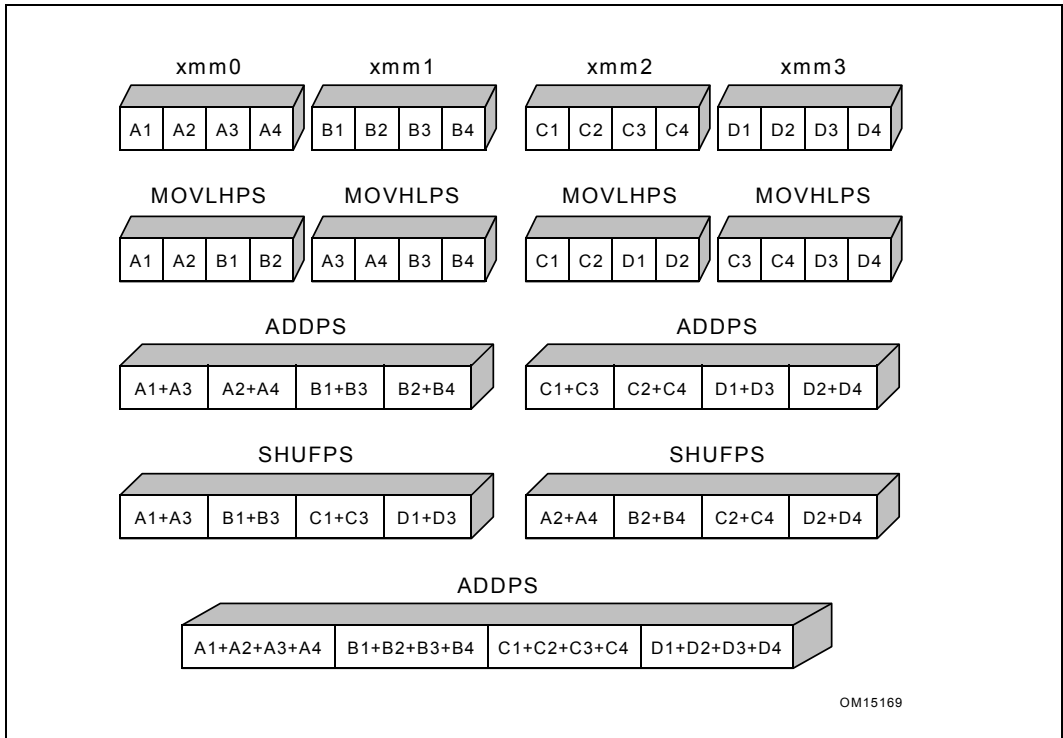 xmm0 xmm1 xmm2 xmm3
A1 A2 A3 A4 B1 B2 B3 B4 C1 C2 C3 C4 D1 D2 D3 D4
MOVLHPS MOVHLPS MOVLHPS MOVHLPS
A1 A2 B1 B2 A3 A4 B3 B4 C1 C2 D1 D2 C3 C4 D3 D4
ADDPS ADDPS
A1+A3 A2+A4 B1+B3 B2+B4 C1+C3 C2+C4 D1+D3 D2+D4
SHUFPS SHUFPS
A1+A3 B1+B3 C1+C3 D1+D3 A2+A4 B2+B4 C2+C4 D2+D4
ADDPS
A1+A2+A3+A4 B1+B2+B3+B4 C1+C2+C3+C4 D1+D2+D3+D4
OM15169